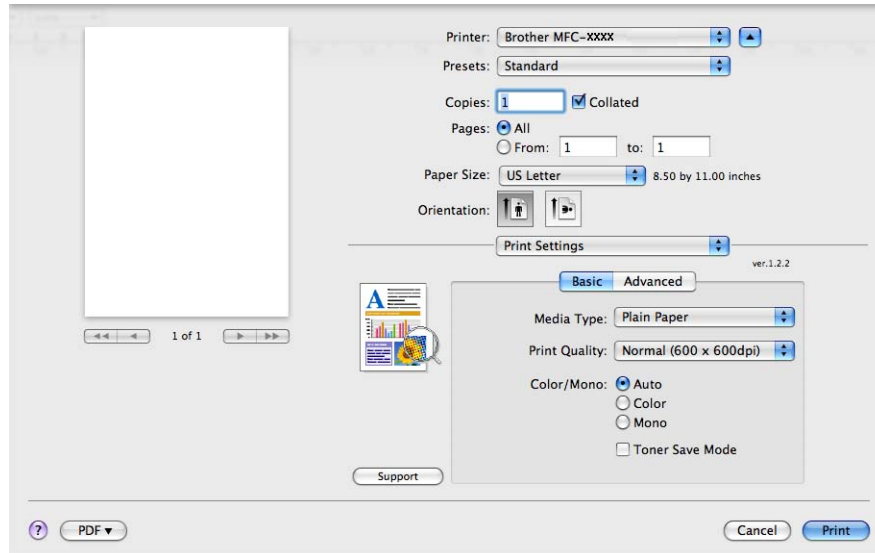 Printer: Brother MFC-XXXX
Presets: Standard
Copies: 1 Collated
Pages: All
From: 1 to: 1
Paper Size: US Letter 8.50 by 11.00 inches
Orientation:
Print Settings
ver.1.2.2
Basic Advanced
Media Type: Plain Paper
Print Quality: Normal (600 x 600dpi)
Color/Mono: Auto
Color
Mono
Toner Save Mode
1 of 1
A
Support
? PDF Cancel Print